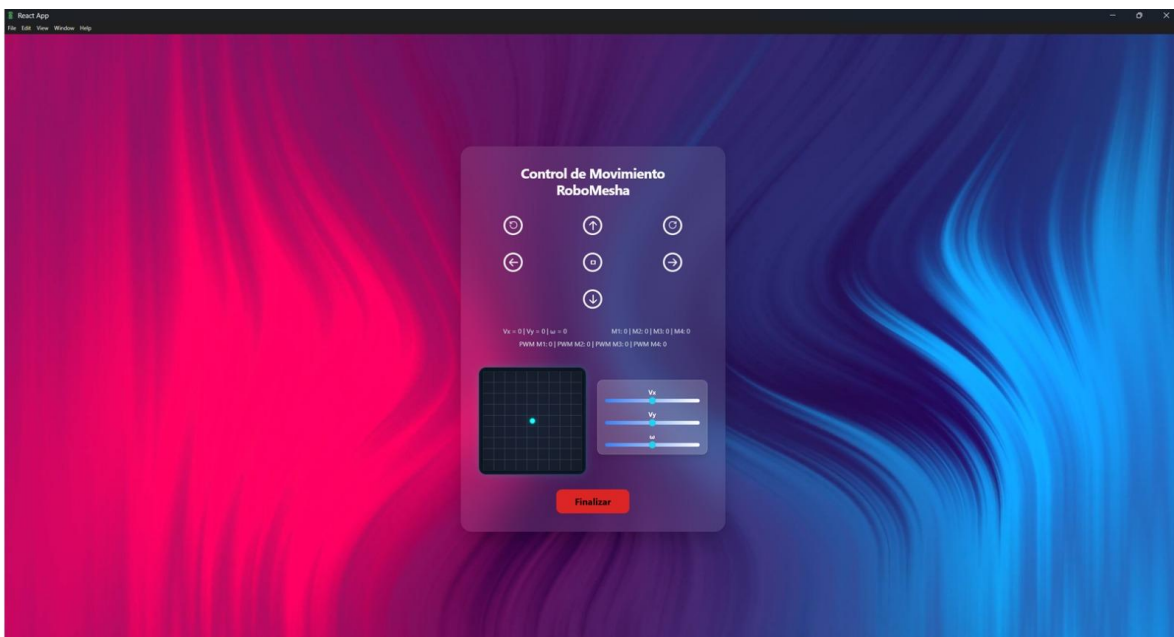 React App
File Edit View Window Help
Control de Movimiento
RoboMesha
Vx = 0 | Vy = 0 | ω = 0
M1: 0 | M2: 0 | M3: 0 | M4: 0
PWM M1: 0 | PWM M2: 0 | PWM M3: 0 | PWM M4: 0
Vx
Vy
ω
Finalizar